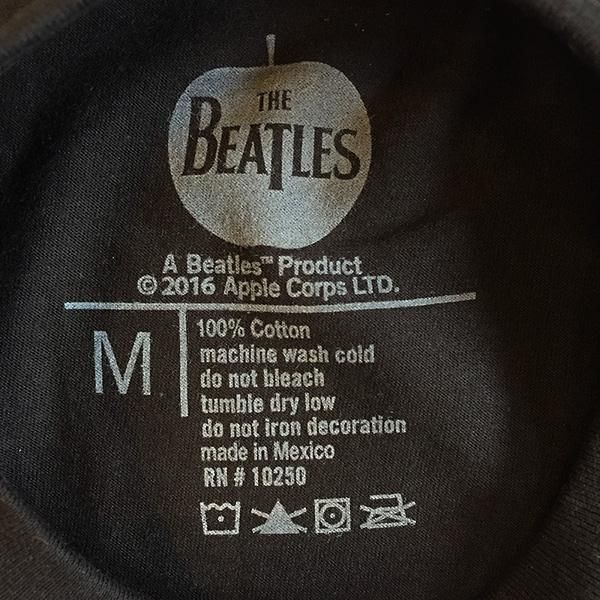 THE
BEATLES
A Beatles™ Product
© 2016 Apple Corps LTD.
M
100% Cotton
machine wash cold
do not bleach
tumble dry low
do not iron decoration
made in Mexico
RN # 10250